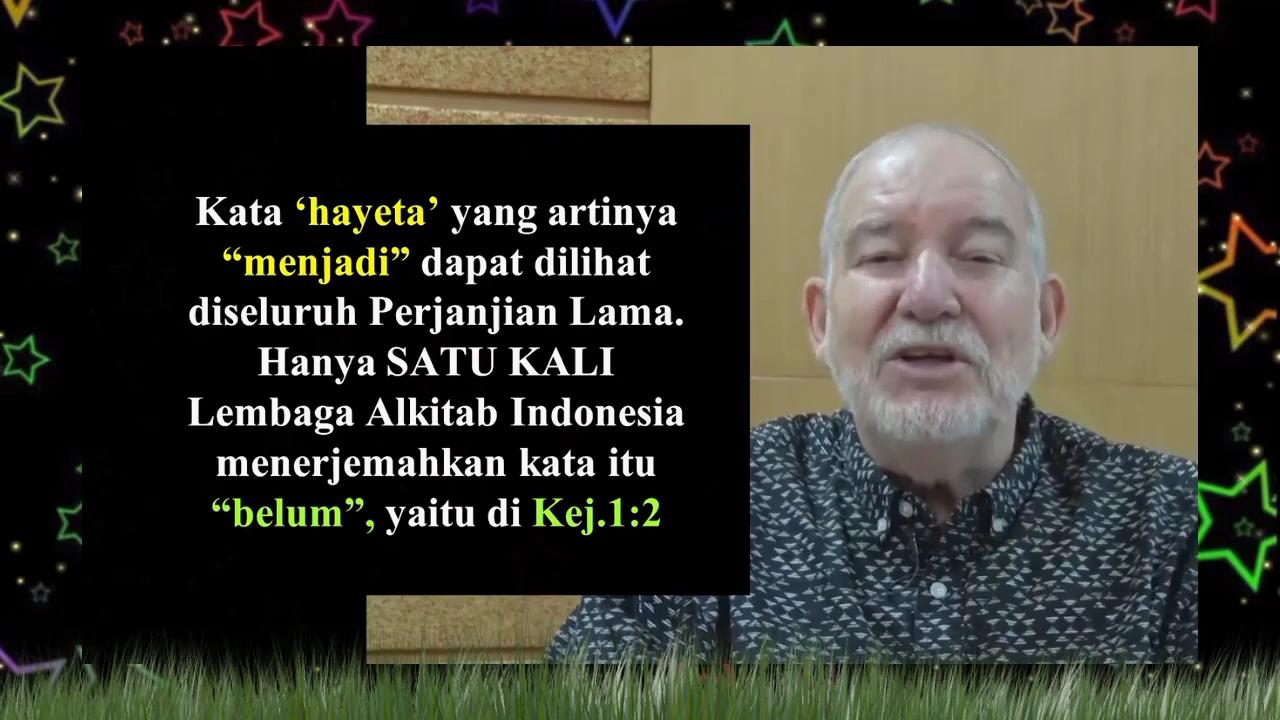 Kata ‘hayeta’ yang artinya
“menjadi” dapat dilihat
diseluruh Perjanjian Lama.
Hanya SATU KALI
Lembaga Alkitab Indonesia
menerjemahkan kata itu
“belum”, yaitu di Kej.1:2